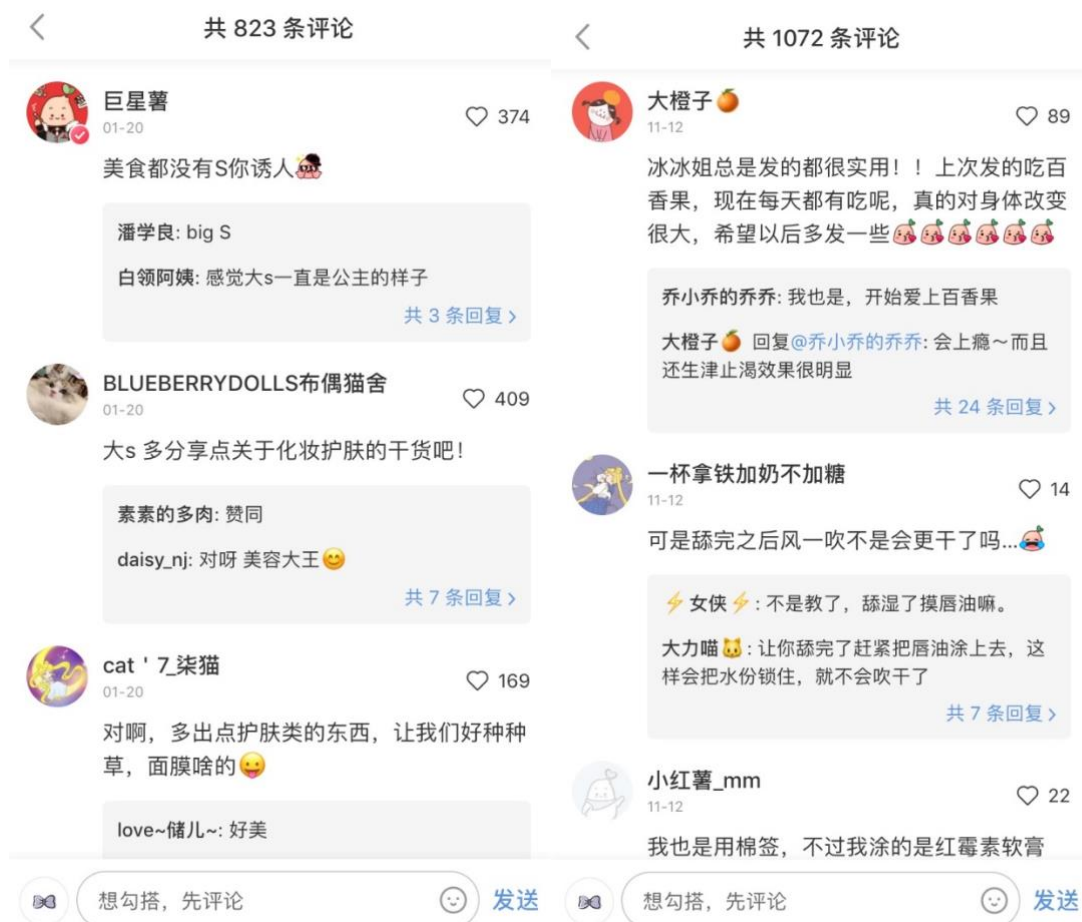 共 823 条评论
巨星薯
01-20
374
美食都没有S你诱人
潘学良: big S
白领阿姨: 感觉大s一直是公主的样子
共 3 条回复 >
BLUEBERRYDOLLS布偶猫舍
01-20
409
大s 多分享点关于化妆护肤的干货吧!
素素的多肉: 赞同
daisy_nj: 对呀 美容大王😊
共 7 条回复 >
cat ' 7_柒猫
01-20
169
对啊，多出点护肤类的东西，让我们好种种
草，面膜啥的😛
love~储儿~: 好美
想勾搭，先评论
发送
共 1072 条评论
大橙子🍊
11-12
89
冰冰姐总是发的都很实用！！上次发的吃百
香果，现在每天都有吃呢，真的对身体改变
很大，希望以后多发一些
乔小乔的乔乔: 我也是，开始爱上百香果
大橙子🍊 回复@乔小乔的乔乔: 会上瘾～而且
还生津止渴效果很明显
共 24 条回复 >
一杯拿铁加奶不加糖
11-12
14
可是舔完之后风一吹不是会更干了吗...
⚡女侠⚡: 不是教了，舔湿了摸唇油嘛。
大力喵🐱: 让你舔完了赶紧把唇油涂上去，这
样会把水份锁住，就不会吹干了
共 7 条回复 >
小红薯_mm
11-12
22
我也是用棉签，不过我涂的是红霉素软膏
想勾搭，先评论
发送